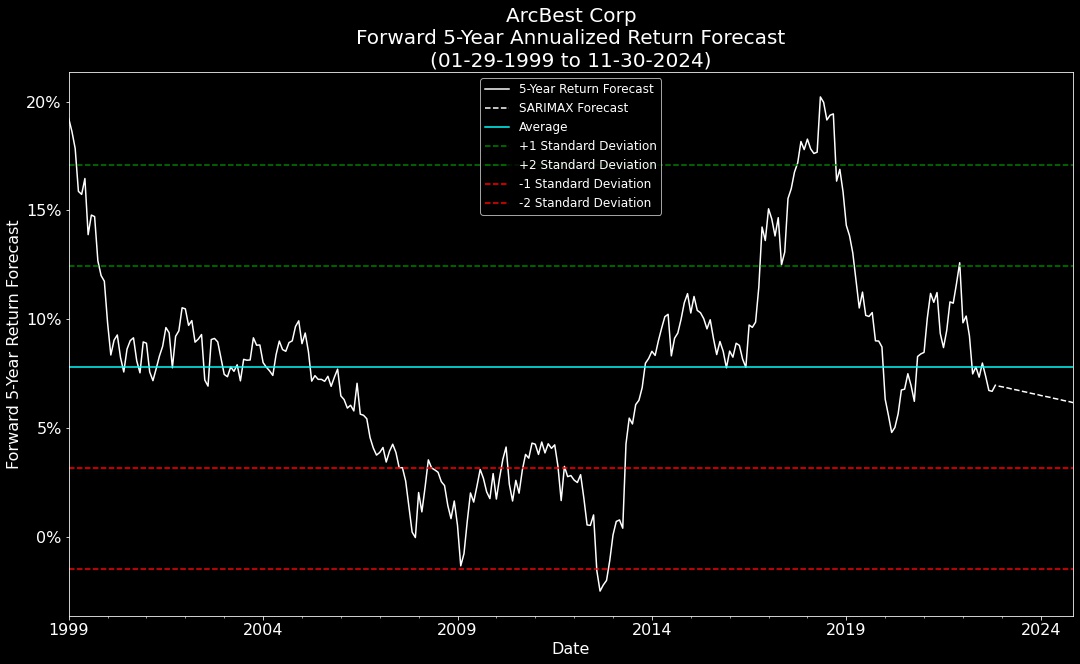 ArcBest Corp
Forward 5-Year Annualized Return Forecast
(01-29-1999 to 11-30-2024)
5-Year Return Forecast
SARIMAX Forecast
Average
+1 Standard Deviation
+2 Standard Deviation
-1 Standard Deviation
-2 Standard Deviation
Forward 5-Year Return Forecast
20%
15%
10%
5%
0%
1999 2004 2009 2014 2019 2024
Date